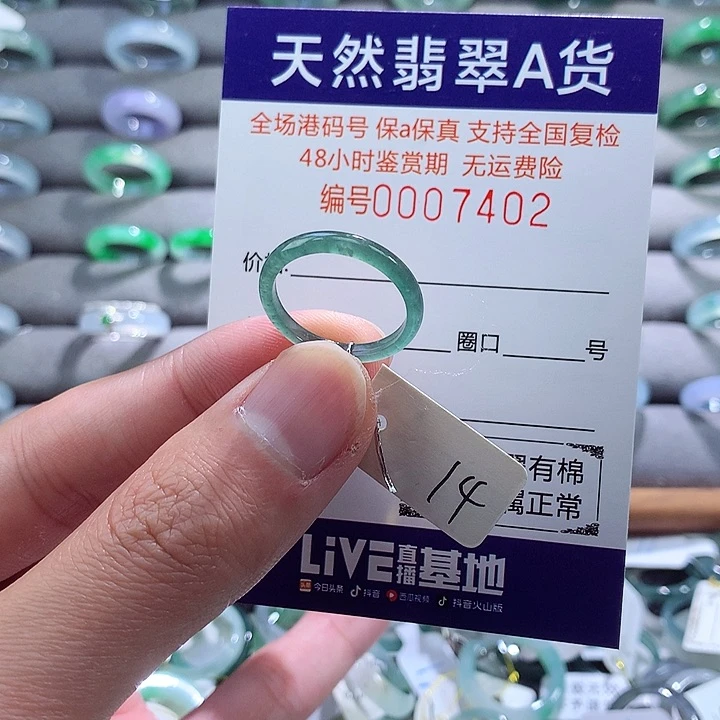 天然翡翠A货
全场港码号 保a保真 支持全国复检
48小时鉴赏期 无运费险
编号0007402
价
圈口 号
有棉
属正常
14
LiVE直播基地
今日头条 抖音 西瓜视频 抖音火山版